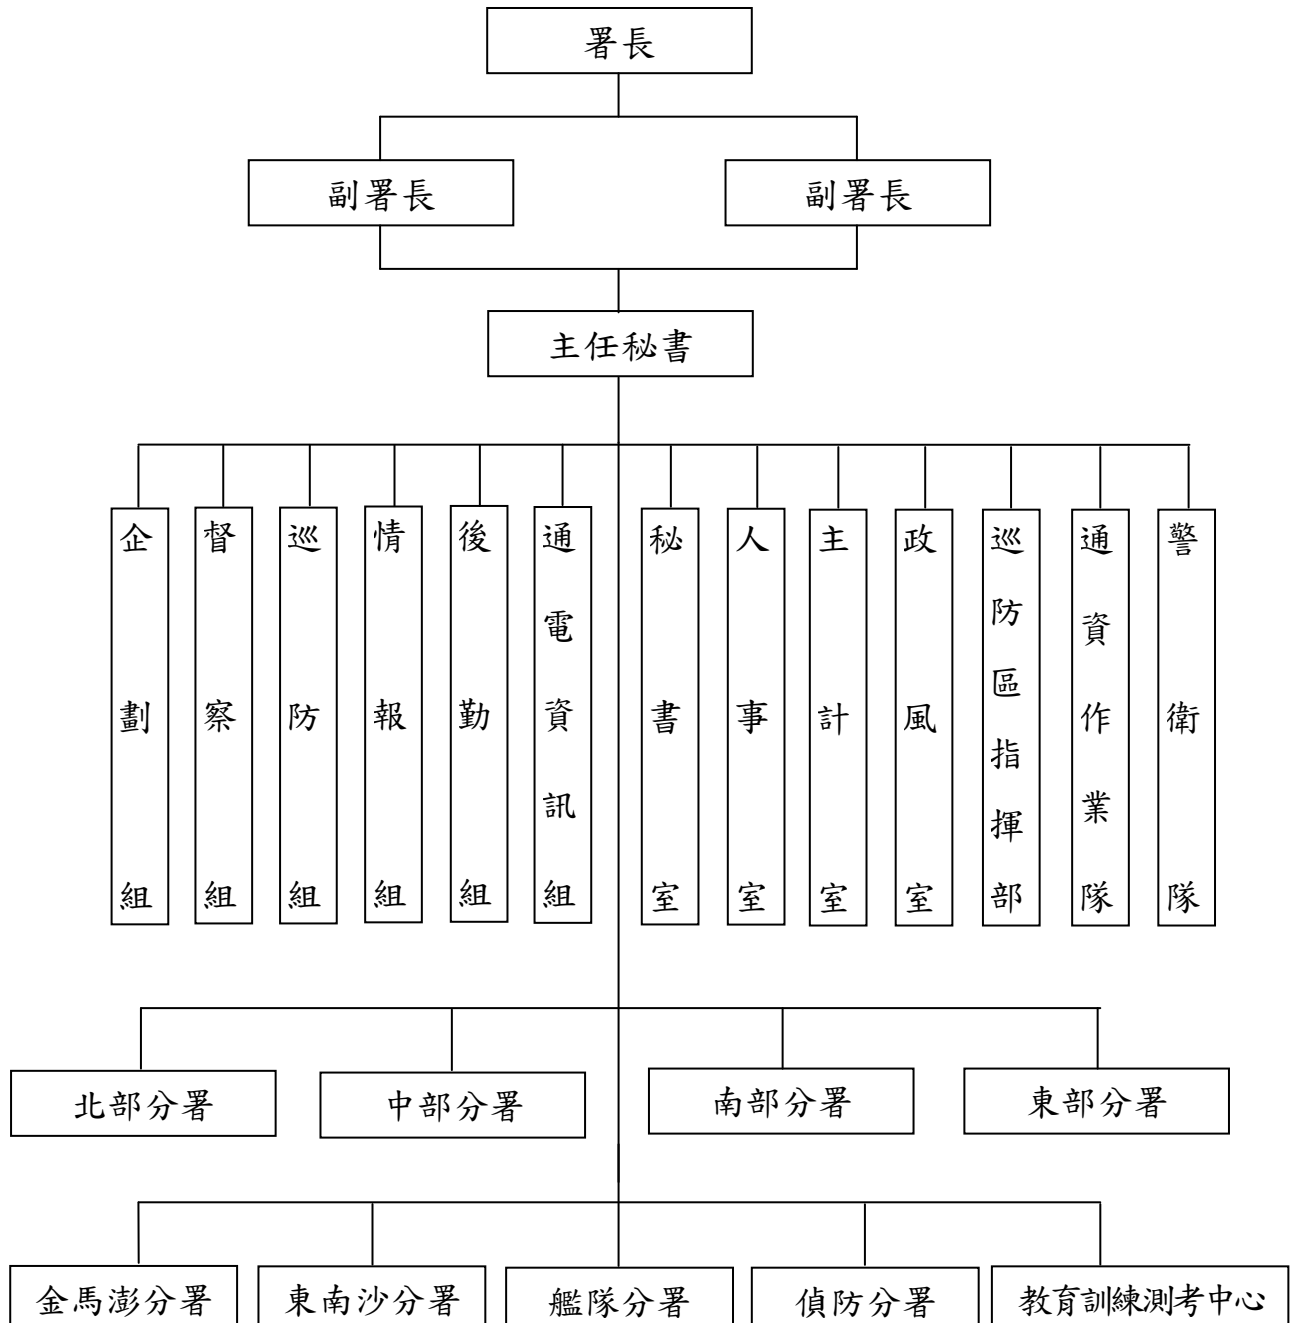 署長
副署長
副署長
主任秘書
企劃組
督察組
巡防組
情報組
後勤組
通電資訊組
秘書室
人事室
主計室
政風室
巡防區指揮部
通資作業隊
警衛隊
北部分署
中部分署
南部分署
東部分署
金馬澎分署
東南沙分署
艦隊分署
偵防分署
教育訓練測考中心